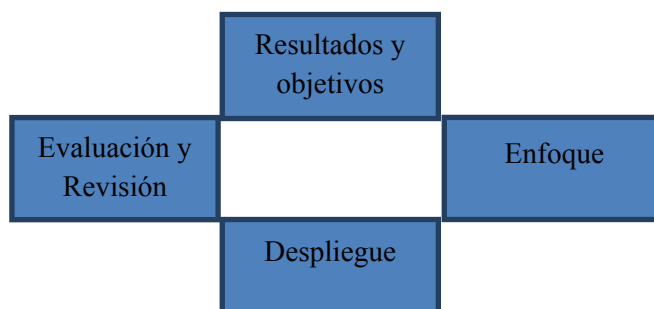 Resultados y
objetivos
Evaluación y
Revisión
Enfoque
Despliegue